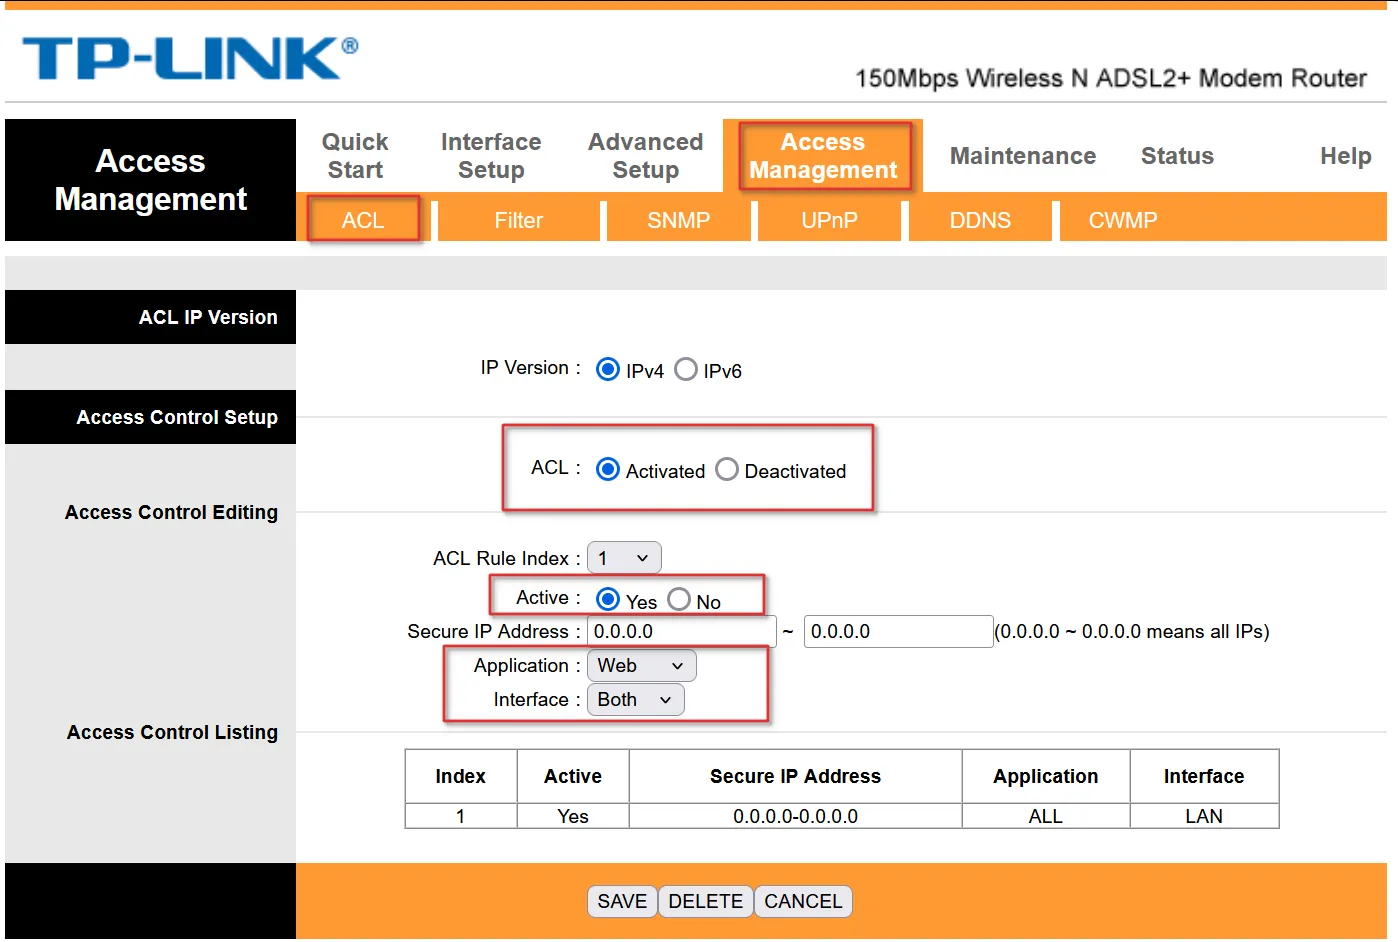 TP-LINK®
150Mbps Wireless N ADSL2+ Modem Router
Access Management
Quick Start
Interface Setup
Advanced Setup
Access Management
Maintenance
Status
Help
ACL
Filter
SNMP
UPnP
DDNS
CWMP
ACL IP Version
IP Version : IPv4 IPv6
Access Control Setup
ACL : Activated Deactivated
Access Control Editing
ACL Rule Index : 1
Active : Yes No
Secure IP Address : 0.0.0.0 ~ 0.0.0.0 (0.0.0.0 ~ 0.0.0.0 means all IPs)
Application : Web
Interface : Both
Access Control Listing
Index Active Secure IP Address Application Interface
1 Yes 0.0.0.0-0.0.0.0 ALL LAN
SAVE DELETE CANCEL